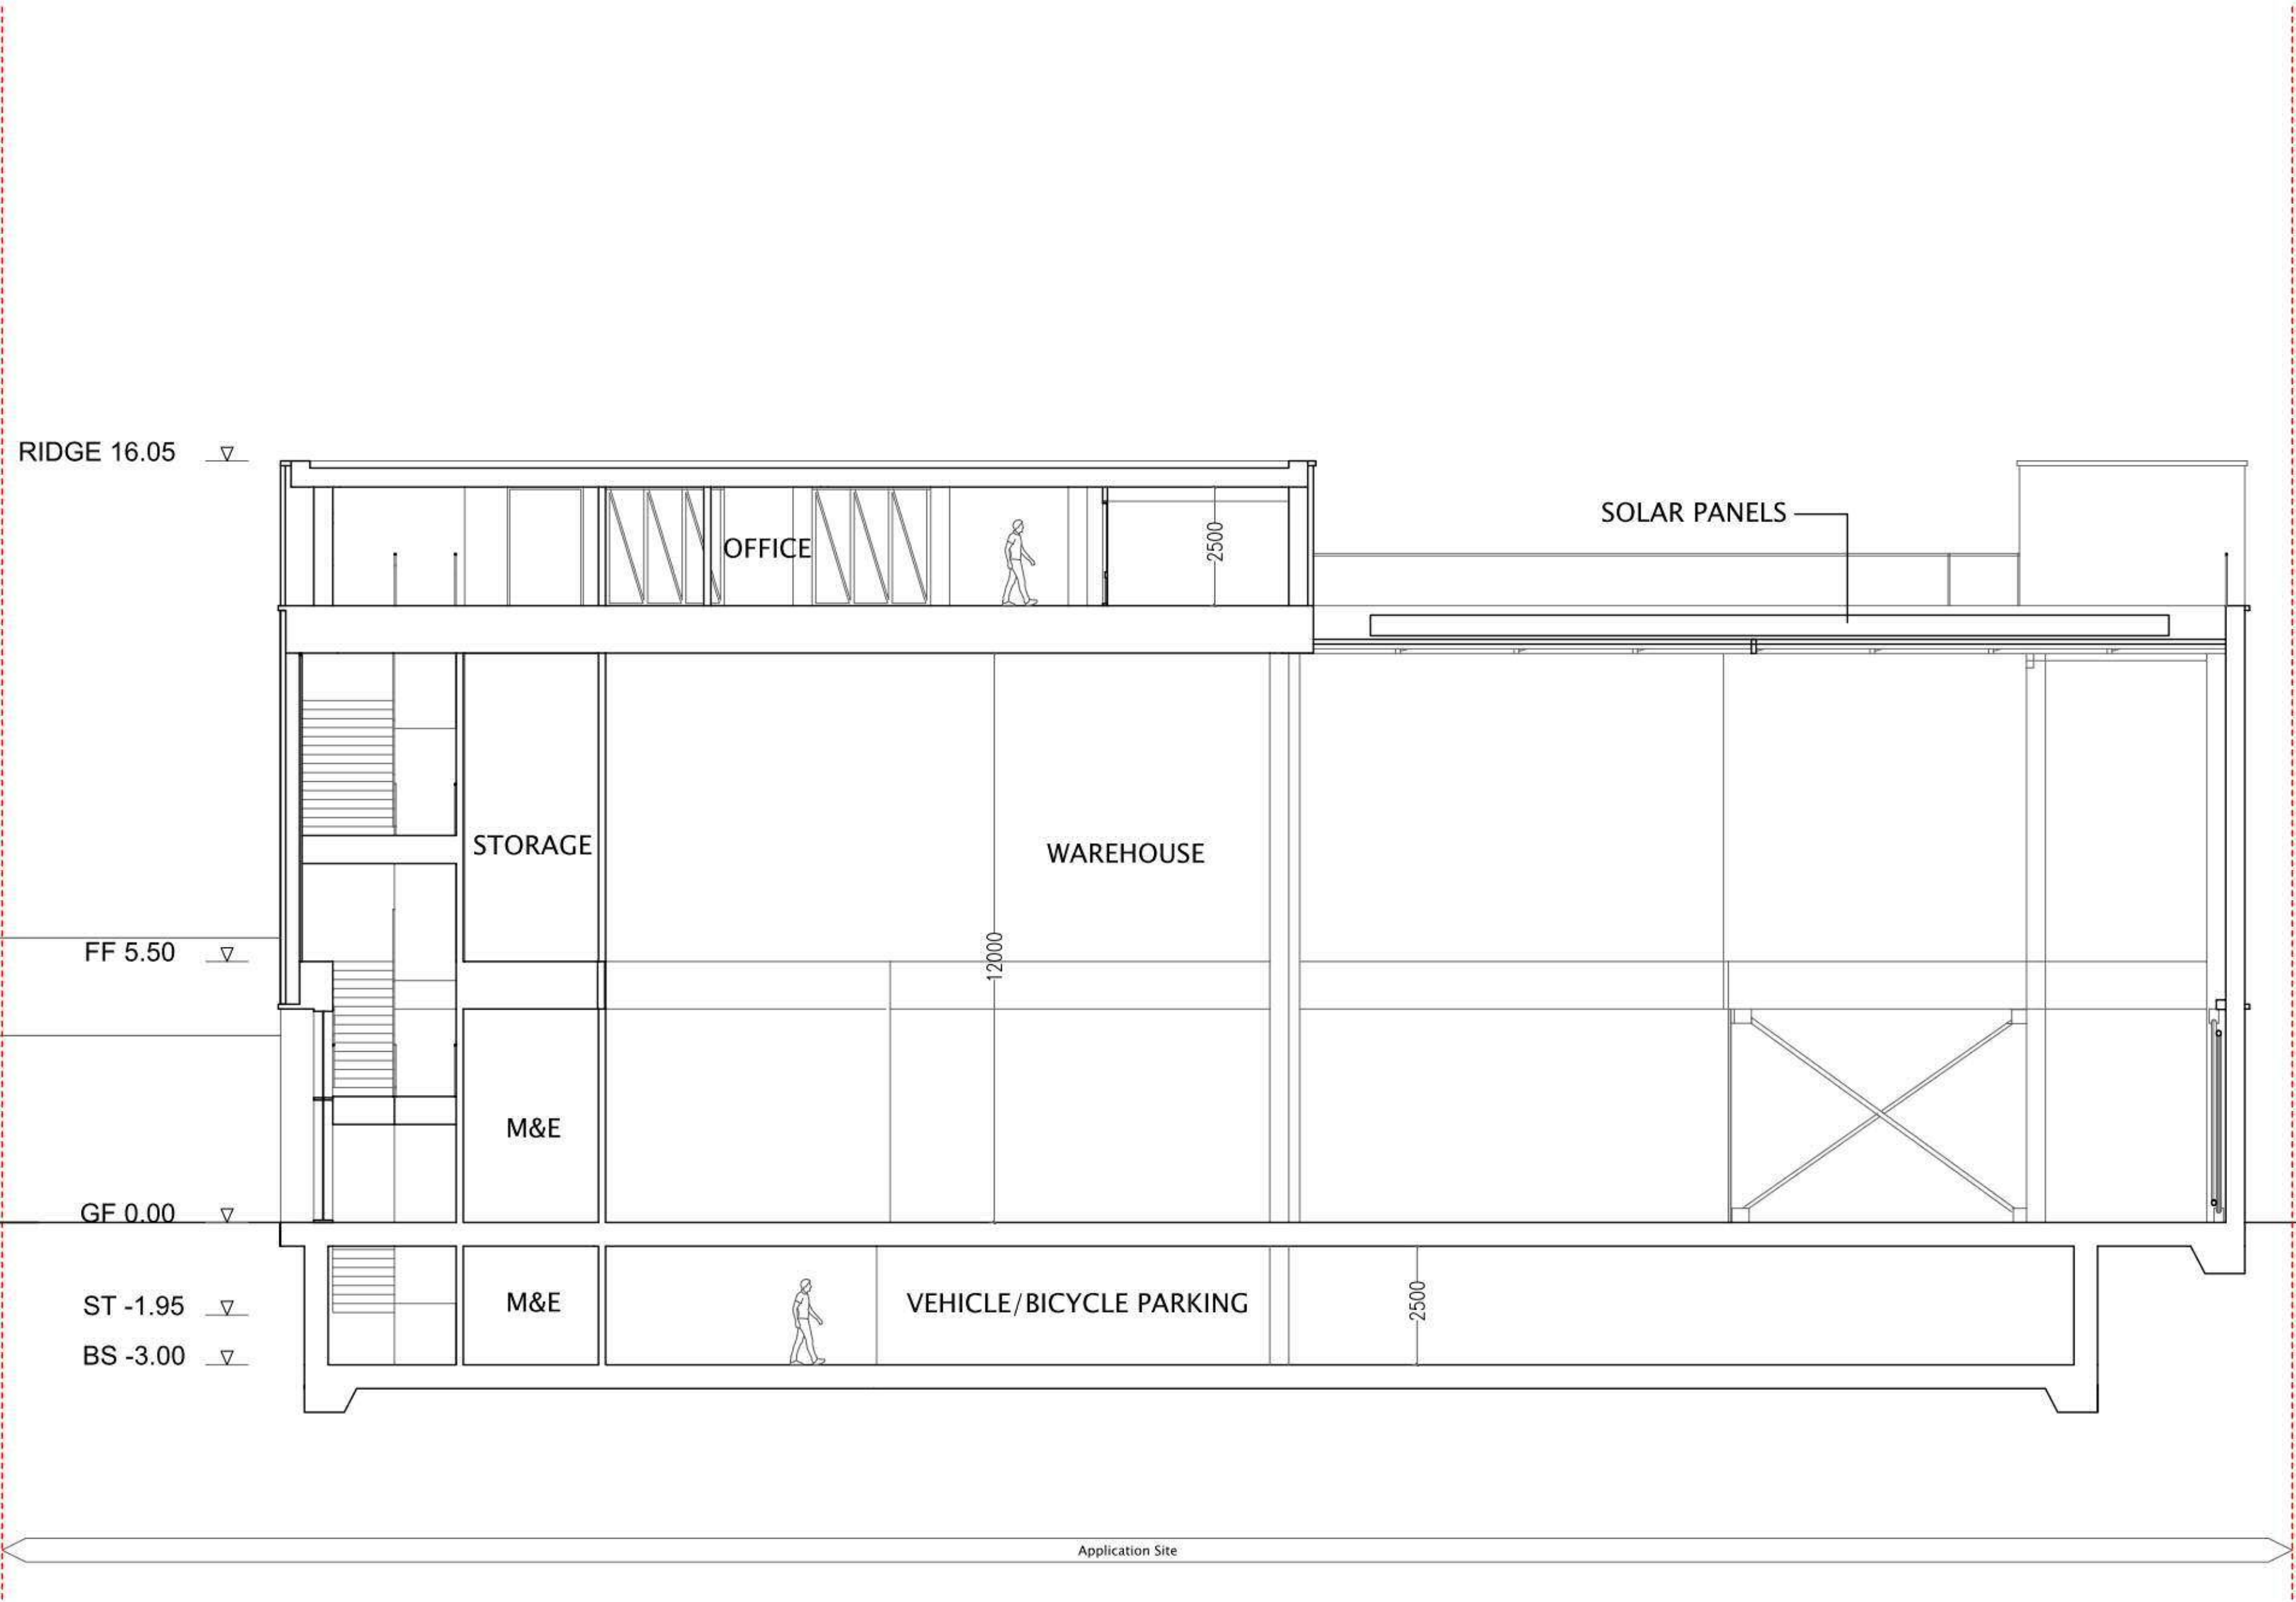 RIDGE 16.05
SOLAR PANELS
OFFICE
2500
STORAGE
WAREHOUSE
FF 5.50
12000
M&E
GF 0.00
ST -1.95
M&E
VEHICLE/BICYCLE PARKING
2500
BS -3.00
Application Site